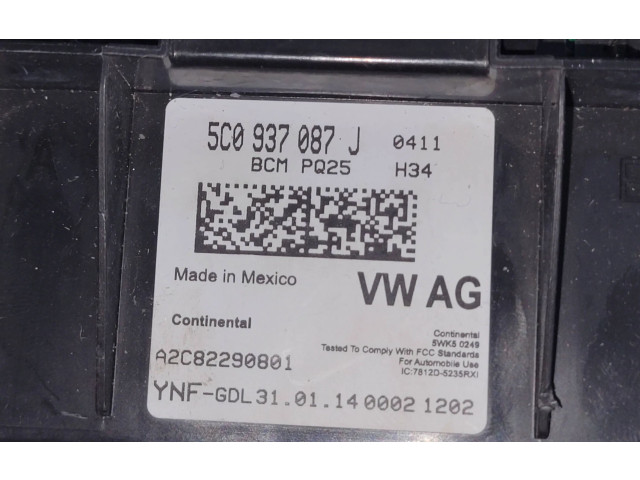 5C0 937 087 J 0411
BCM PQ25 H34
Made in Mexico
VW AG
Continental
Continental
5WK5 0249
Tested To Comply With FCC Standards
For Automobile Use
IC:7812D-5235RXI
A2C82290801
YNF-GDL 31.01.14 0002 1202